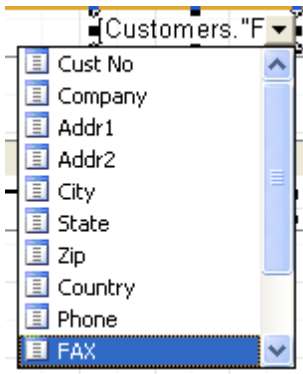 [Customers."F
Cust No
Company
Addr1
Addr2
City
State
Zip
Country
Phone
FAX